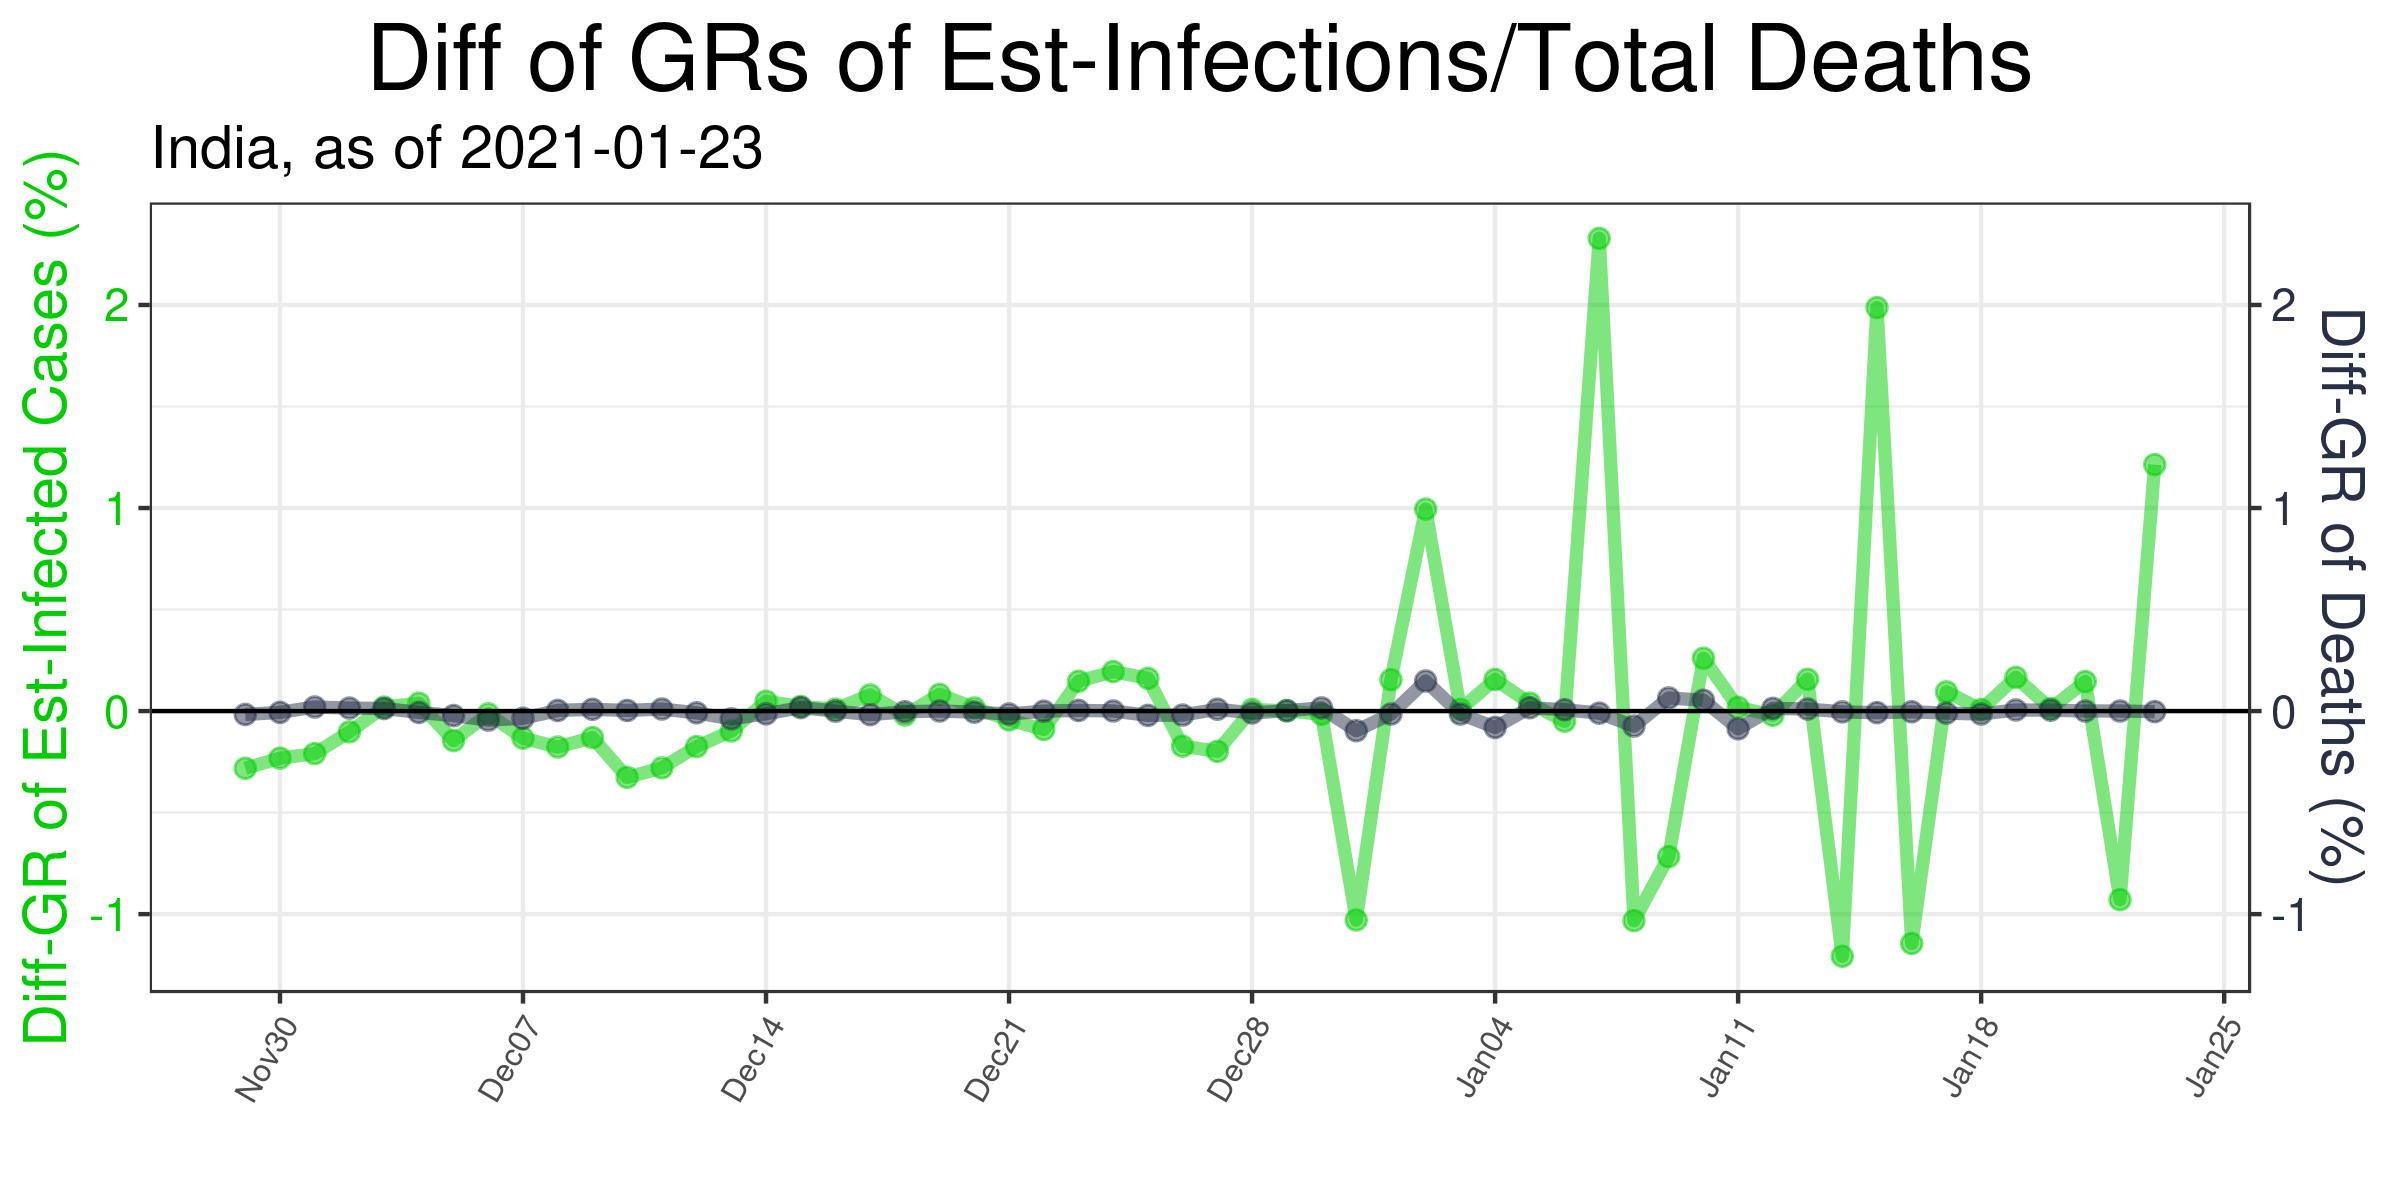 Diff of GRs of Est-Infections/Total Deaths
India, as of 2021-01-23
Diff-GR of Est-Infected Cases (%)
2
1
0
-1
2
1
0
-1
Diff-GR of Deaths (%)
Nov30
Dec07
Dec14
Dec21
Dec28
Jan04
Jan11
Jan18
Jan25